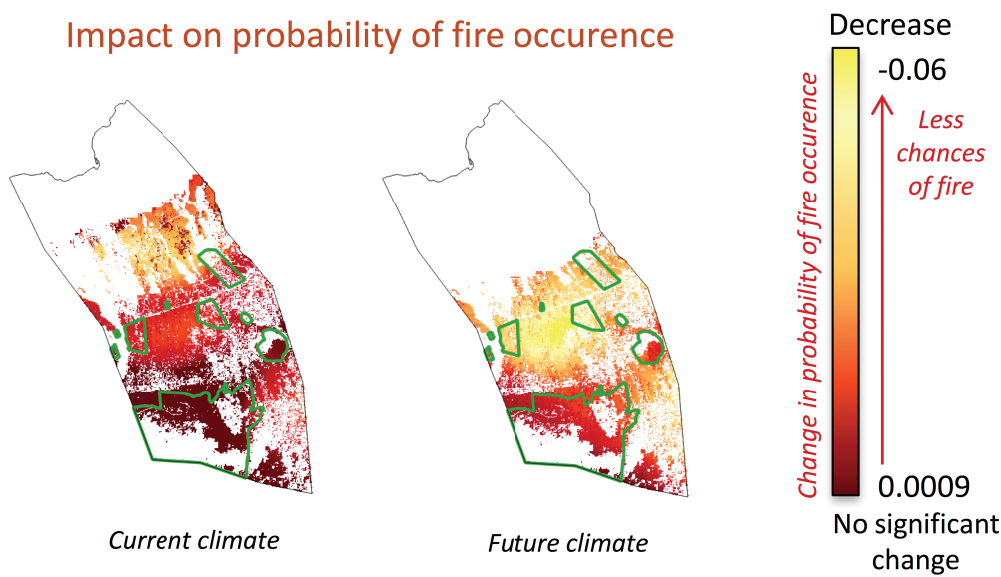 Impact on probability of fire occurence
Decrease
-0.06
Less
chances
of fire
Change in probability of fire occurence
0.0009
No significant
change
Current climate
Future climate